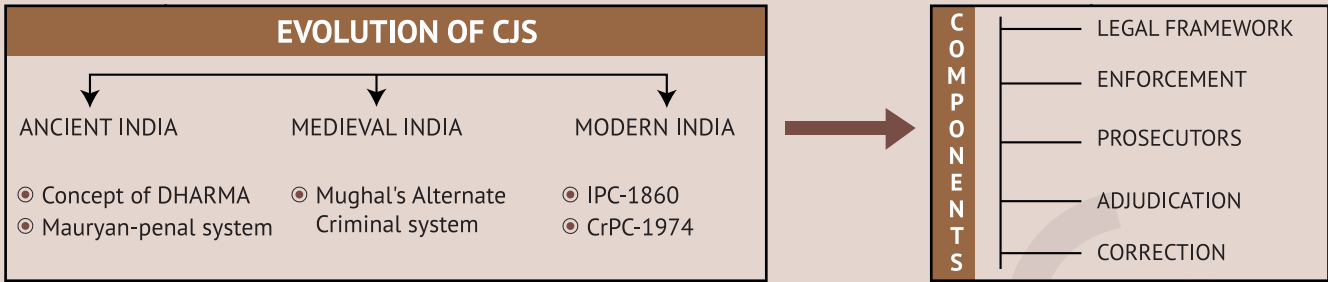 EVOLUTION OF CJS
ANCIENT INDIA
Concept of DHARMA
Mauryan-penal system
MEDIEVAL INDIA
Mughal's Alternate
Criminal system
MODERN INDIA
IPC-1860
CrPC-1974
COMPONENTS
LEGAL FRAMEWORK
ENFORCEMENT
PROSECUTORS
ADJUDICATION
CORRECTION